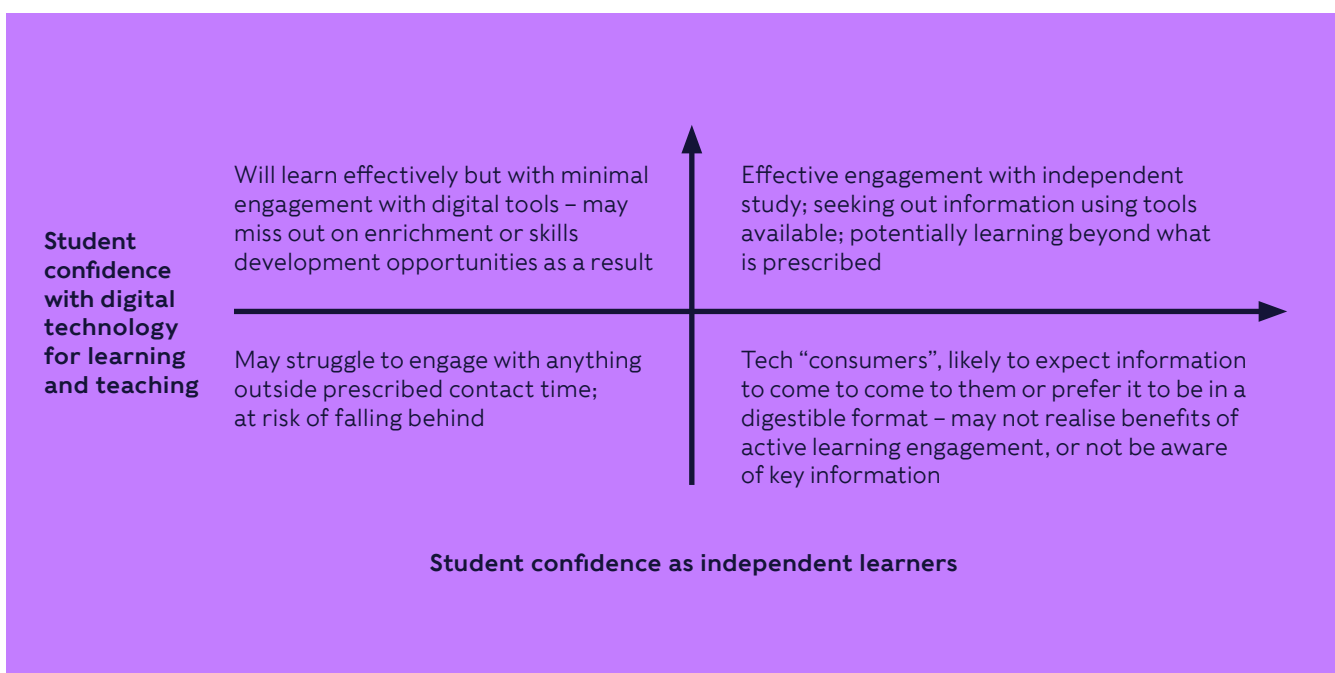 Will learn effectively but with minimal
engagement with digital tools – may
miss out on enrichment or skills
development opportunities as a result
Effective engagement with independent
study; seeking out information using tools
available; potentially learning beyond what
is prescribed
Student
confidence
with digital
technology
for learning
and teaching
May struggle to engage with anything
outside prescribed contact time;
at risk of falling behind
Tech “consumers”, likely to expect information
to come to come to them or prefer it to be in a
digestible format – may not realise benefits of
active learning engagement, or not be aware
of key information
Student confidence as independent learners